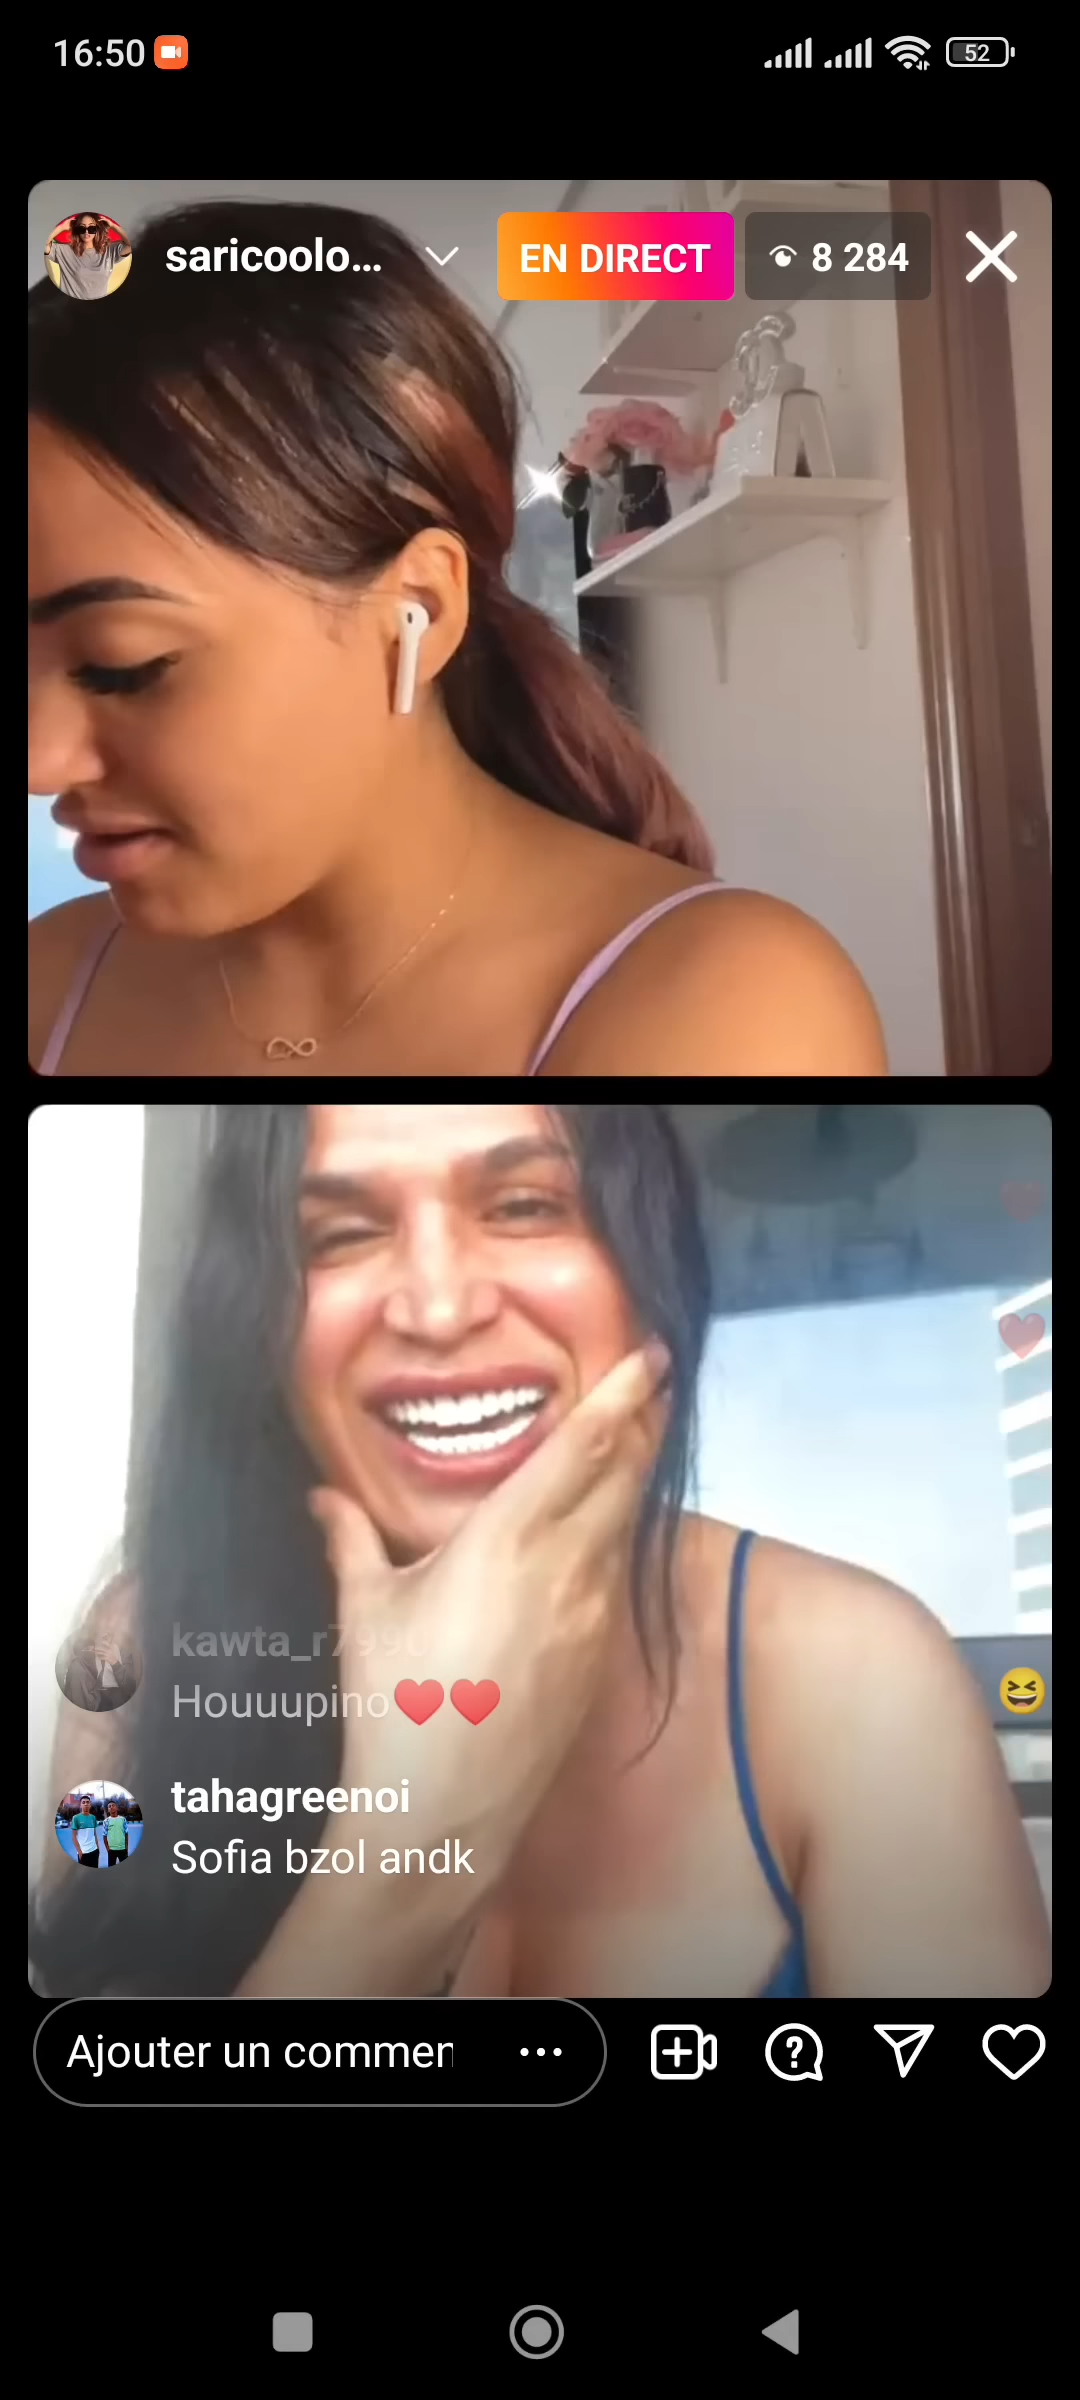 16:50
52
saricoolo...
EN DIRECT
8 284
Houuupino❤️❤️
tahagreenoi
Sofia bzol andk
Ajouter un commen